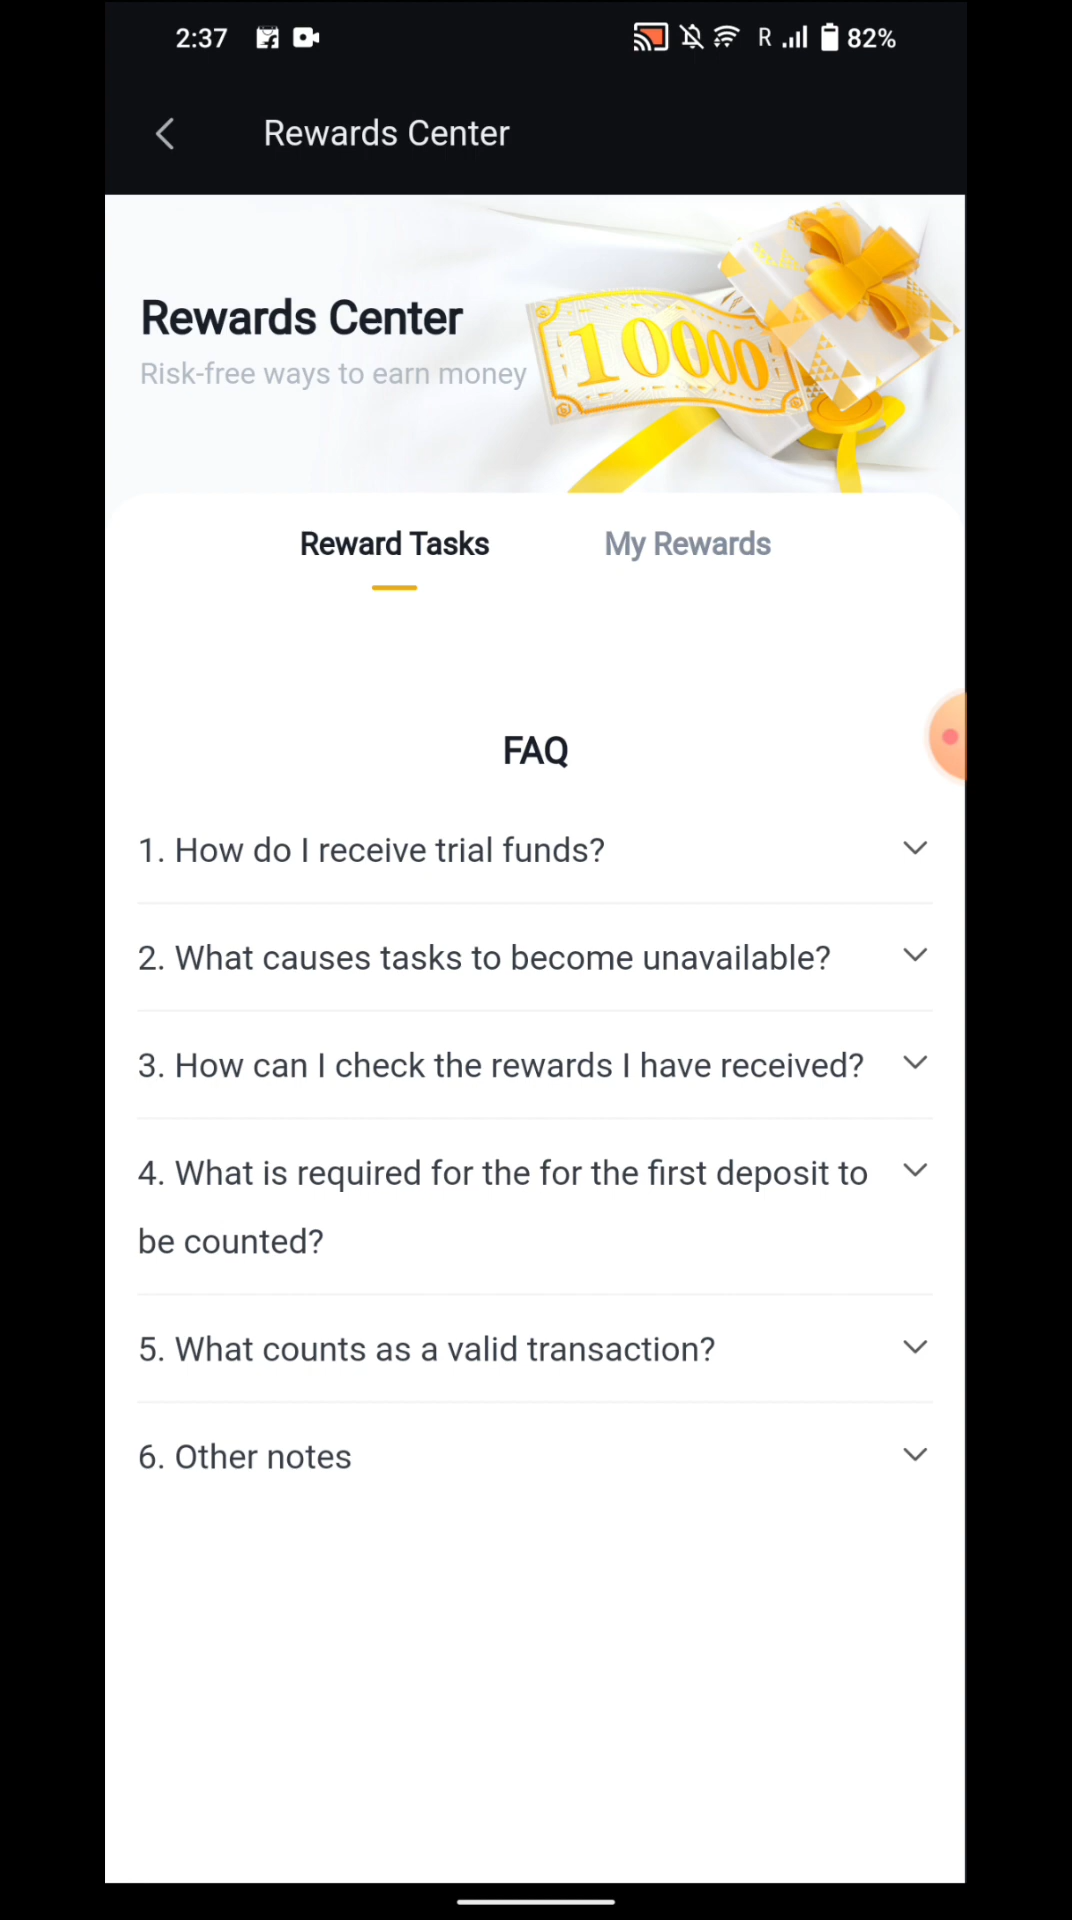 2:37
R
82%
Rewards Center
Rewards Center
Risk-free ways to earn money
10000
Reward Tasks
My Rewards
FAQ
1. How do I receive trial funds?
2. What causes tasks to become unavailable?
3. How can I check the rewards I have received?
4. What is required for the for the first deposit to
be counted?
5. What counts as a valid transaction?
6. Other notes